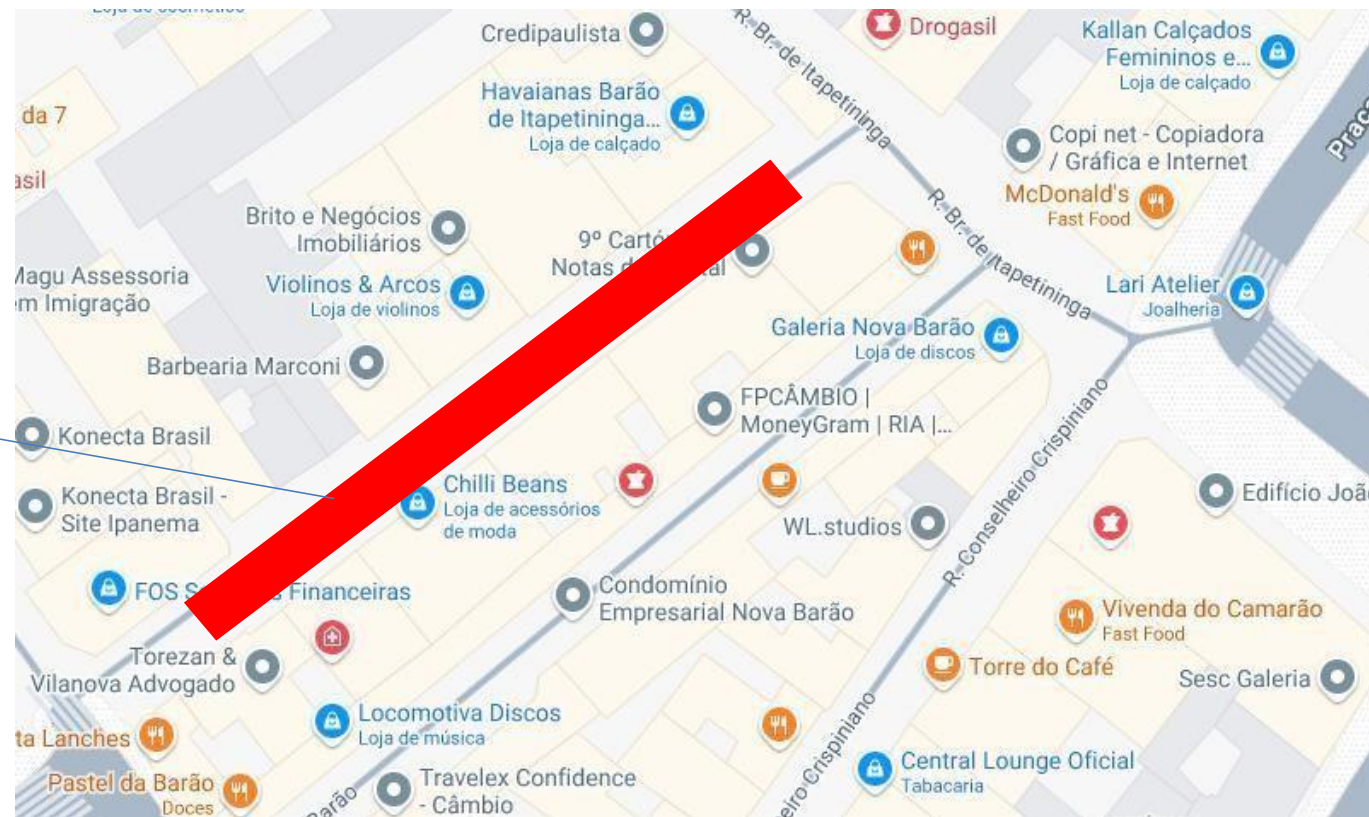 Credipaulista
Drogasil
Kallan Calçados
Femininos e...
Loja de calçado
R. Br. de Itapetininga
Havaianas Barão
de Itapetininga...
Loja de calçado
da 7
Copi net - Copiadora
/ Gráfica e Internet
McDonald's
Fast Food
R. Br. de Itapetininga
Brito e Negócios
Imobiliários
9º
Notas
Magu Assessoria
em Imigração
Violinos & Arcos
Loja de violinos
Lari Atelier
Joalheria
Galeria Nova Barão
Loja de discos
Barbearia Marconi
FPCÂMBIO |
MoneyGram | RIA |...
Konecta Brasil
R. Conselheiro Crispiniano
Konecta Brasil -
Site Ipanema
Chilli Beans
Loja de acessórios
de moda
Edifício
WL.studios
FOS
Financeiras
Condomínio
Empresarial Nova Barão
Vivenda do Camarão
Fast Food
Torezan &
Vilanova Advogado
Torre do Café
Sesc Galeria
Locomotiva Discos
Loja de música
Lanches
Crispiniano
Central Lounge Oficial
Tabacaria
Pastel da Barão
Doces
Barão
Travelex Confidence
- Câmbio